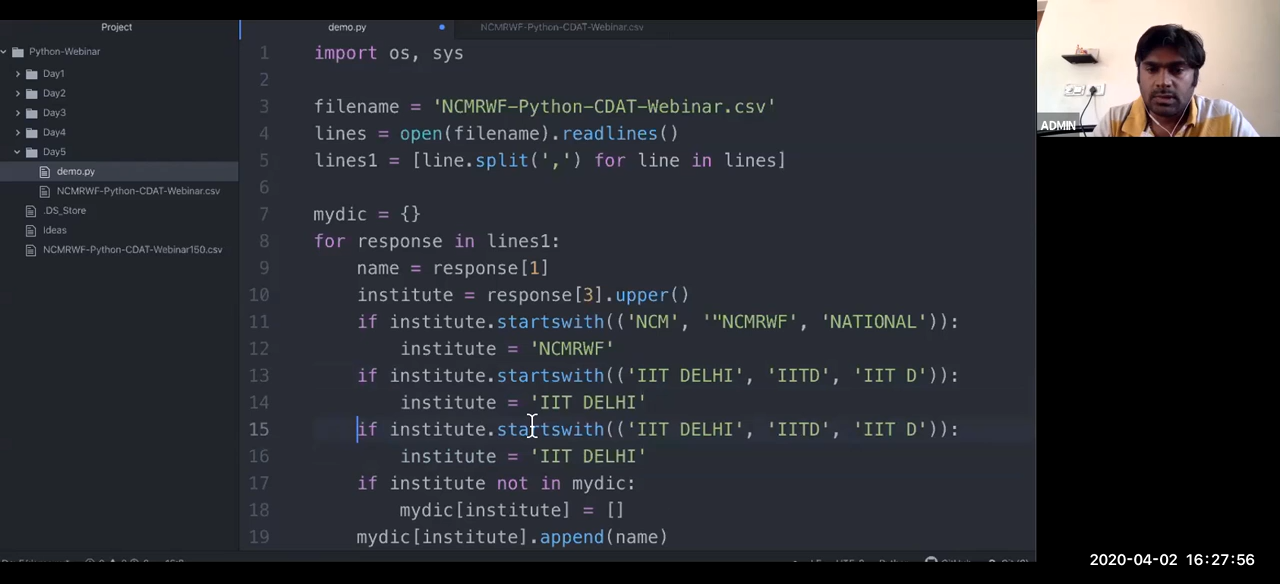 Project
Python-Webinar
Day1
Day2
Day3
Day4
Day5
demo.py
NCMRWF-Python-CDAT-Webinar.csv
.DS_Store
Ideas
NCMRWF-Python-CDAT-Webinar150.csv
demo.py NCMRWF-Python-CDAT-Webinar.csv
1 import os, sys
2
3 filename = 'NCMRWF-Python-CDAT-Webinar.csv'
4 lines = open(filename).readlines()
5 lines1 = [line.split(',') for line in lines]
6
7 mydic = {}
8 for response in lines1:
9 name = response[1]
10 institute = response[3].upper()
11 if institute.startswith(('NCM', '"NCMRWF', 'NATIONAL')):
12 institute = 'NCMRWF'
13 if institute.startswith(('IIT DELHI', 'IITD', 'IIT D')):
14 institute = 'IIT DELHI'
15 if institute.startswith(('IIT DELHI', 'IITD', 'IIT D')):
16 institute = 'IIT DELHI'
17 if institute not in mydic:
18 mydic[institute] = []
19 mydic[institute].append(name)
ADMIN
2020-04-02 16:27:56